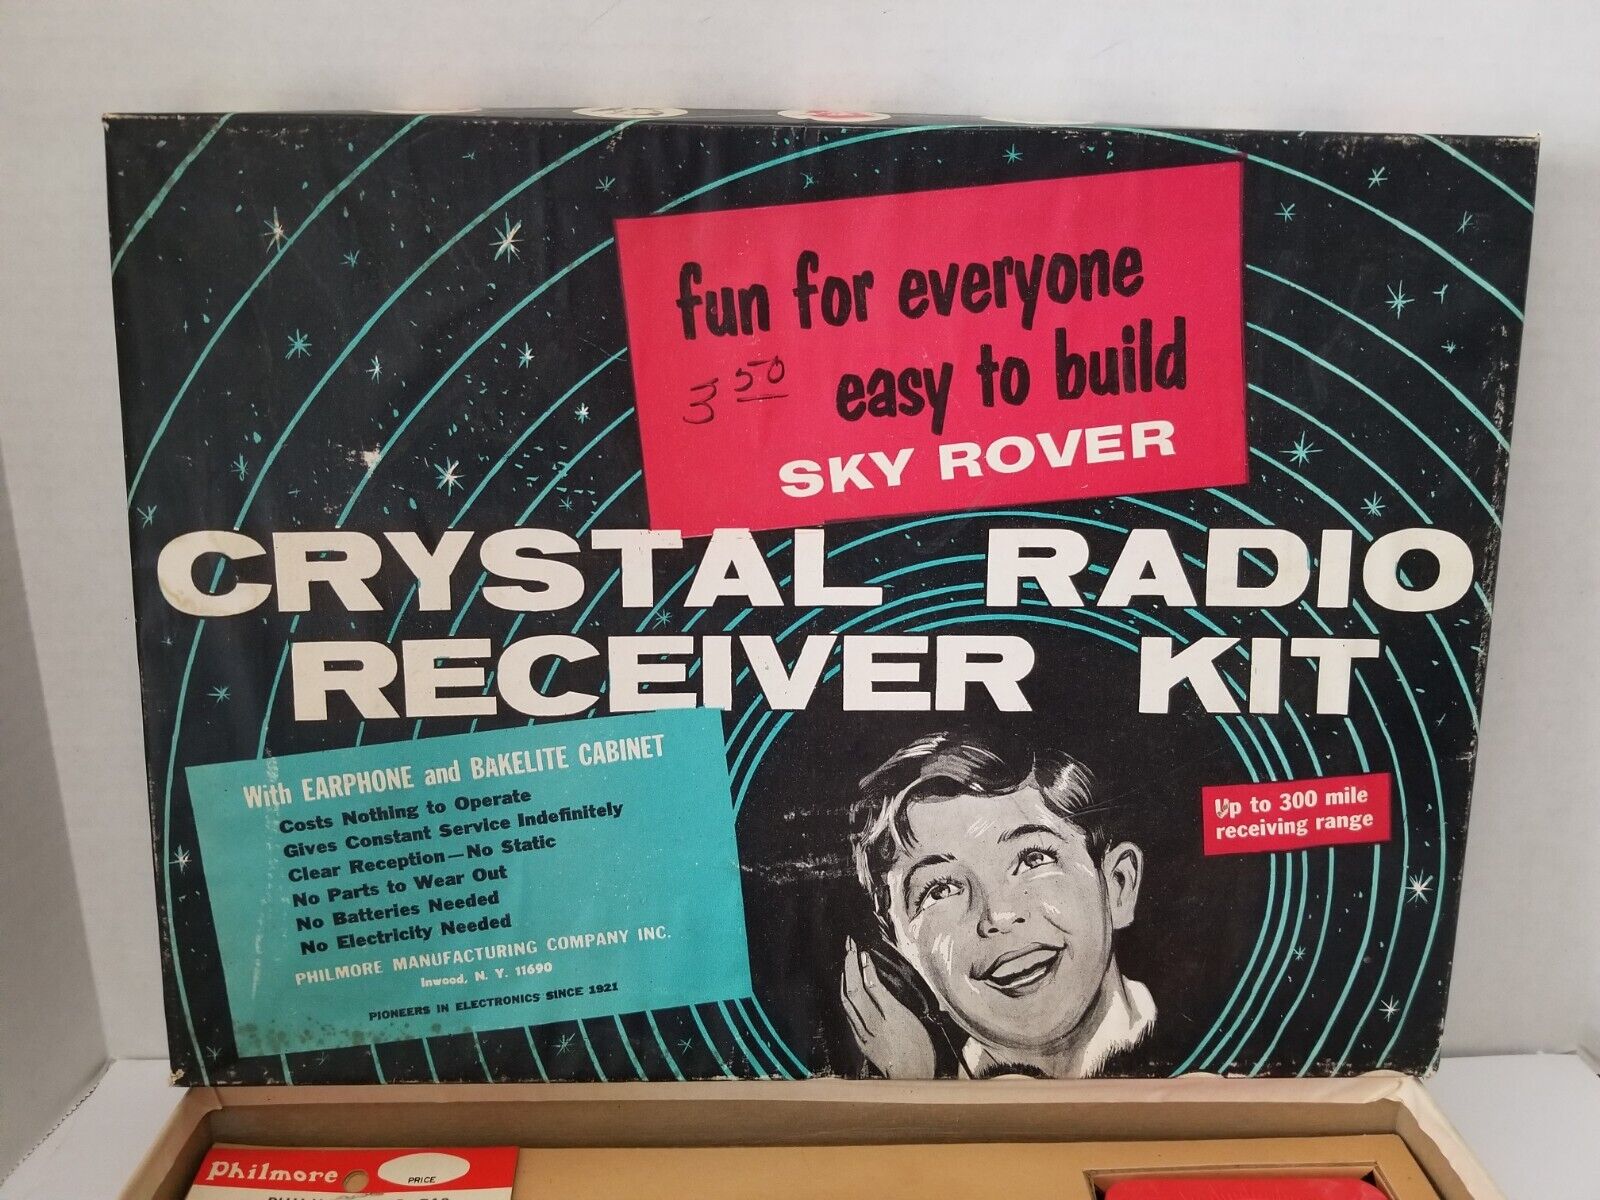 fun for everyone
3 50
easy to build
SKY ROVER
CRYSTAL RADIO
RECEIVER KIT
With EARPHONE and BAKELITE CABINET
Costs Nothing to Operate
Gives Constant Service Indefinitely
Clear Reception—No Static
No Parts to Wear Out
No Batteries Needed
No Electricity Needed
PHILMORE MANUFACTURING COMPANY INC.
Inwood, N. Y. 11690
PIONEERS IN ELECTRONICS SINCE 1921
Up to 300 mile
receiving range
Philmore
PRICE